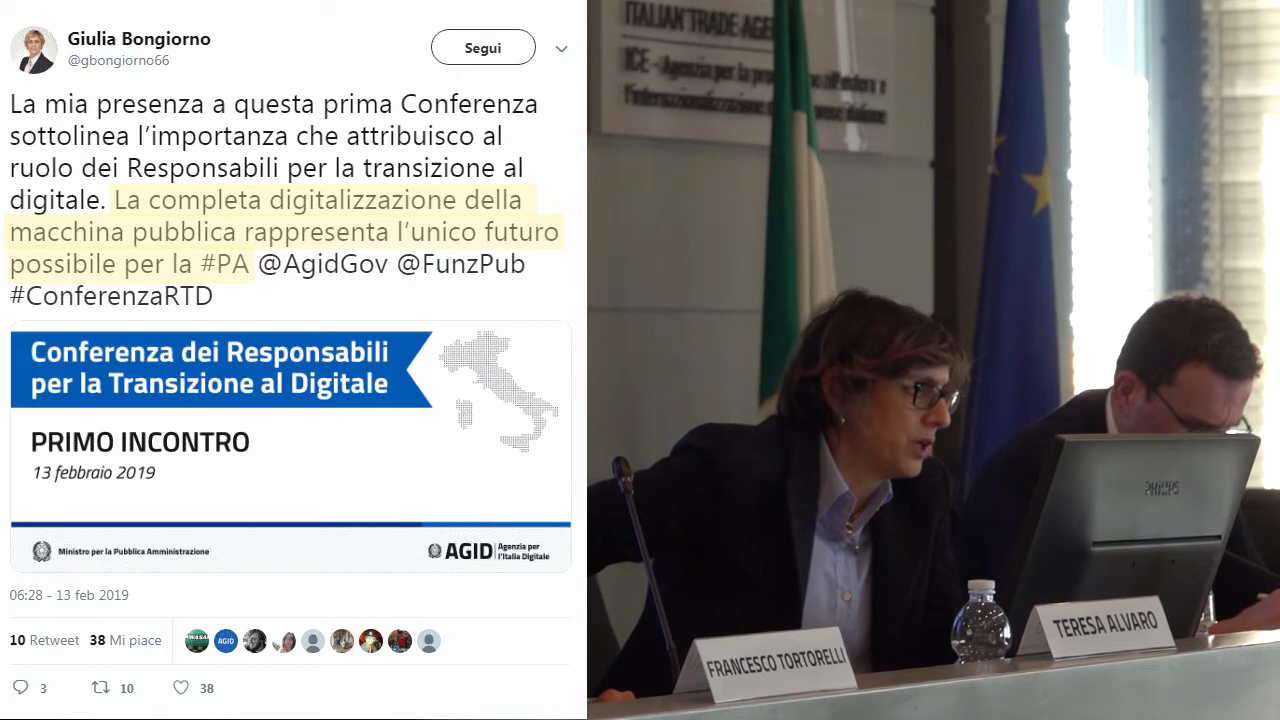 Giulia Bongiorno
@gbongiorno66
Segui
La mia presenza a questa prima Conferenza
sottolinea l'importanza che attribuisco al
ruolo dei Responsabili per la transizione al
digitale. La completa digitalizzazione della
macchina pubblica rappresenta l'unico futuro
possibile per la #PA @AgidGov @FunzPub
#ConferenzaRTD
Conferenza dei Responsabili
per la Transizione al Digitale
PRIMO INCONTRO
13 febbraio 2019
Ministro per la Pubblica Amministrazione
AGID Agenzia per
l'Italia Digitale
06:28 - 13 feb 2019
10 Retweet 38 Mi piace
AGID
3 10 38
ITALIAN TRADE AGE
ICE - Agenzia per la all'estero e
l'internazionalizzazione italiane
PHILIPS
FRANCESCO TORTORELLI
TERESA ALVARO